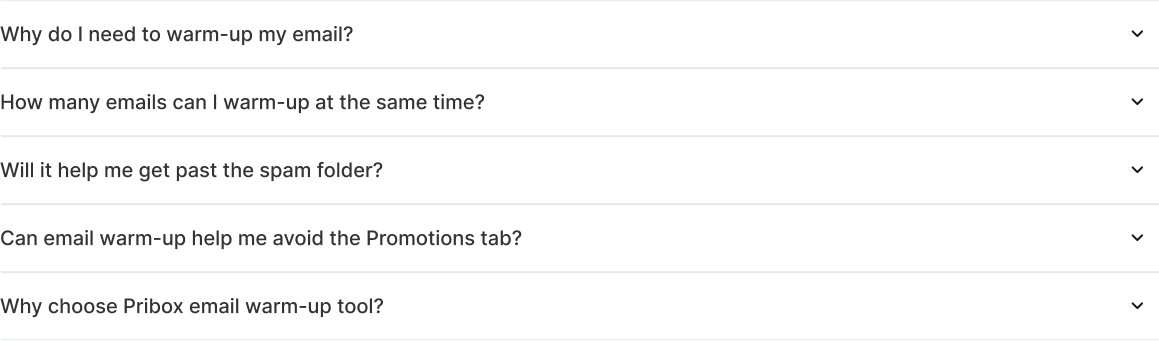 Why do I need to warm-up my email?
How many emails can I warm-up at the same time?
Will it help me get past the spam folder?
Can email warm-up help me avoid the Promotions tab?
Why choose Pribox email warm-up tool?